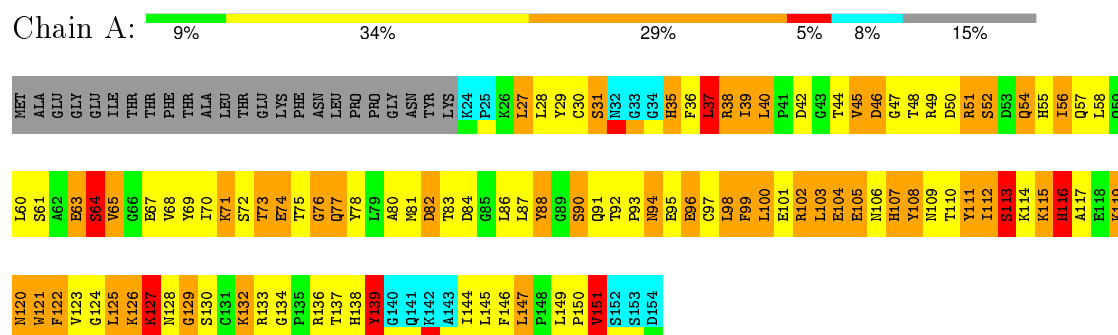 Chain A:
9% 34% 29% 5% 8% 15%
MET ALA GLU GLY GLU ILE THR THR PHE THR ALA LEU THR GLU LYS PHE ASN LEU PRO PRO GLY ASN TYR LYS K24 P25 K26 L27 L28 Y29 C30 S31 N32 G33 G34 H35 F36 L37 R38 I39 L40 P41 D42 G43 T44 V45 D46 G47 T48 R49 D50 R51 S52 D53 Q54 H55 I56 Q57 L58 Q59
L60 S61 A62 E63 S64 V65 G66 E67 V68 Y69 I70 K71 S72 T73 E74 T75 G76 Q77 Y78 L79 A80 M81 D82 T83 D84 G85 L86 L87 Y88 G89 S90 Q91 T92 P93 N94 E95 E96 C97 L98 F99 L100 E101 R102 L103 E104 E105 N106 H107 Y108 N109 T110 Y111 I112 S113 K114 K115 H116 A117 E118 K119
N120 W121 F122 V123 G124 L125 K126 K127 N128 G129 S130 C131 K132 R133 G134 P135 R136 T137 H138 Y139 G140 Q141 K142 A143 I144 L145 F146 L147 P148 L149 P150 V151 S152 S153 D154